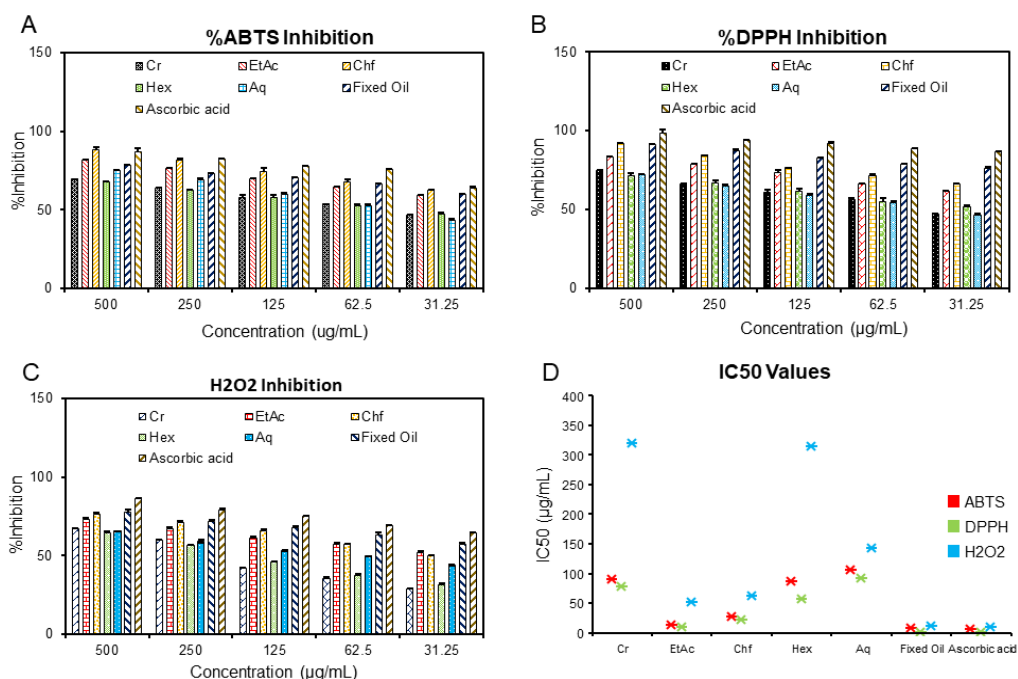 A
%ABTS Inhibition
150
100
50
0
%Inhibition
Cr EtAc Chf
Hex Aq Fixed Oil
Ascorbic acid
500 250 125 62.5 31.25
Concentration (ug/mL)
B
%DPPH Inhibition
150
100
50
0
%Inhibition
Cr EtAc Chf
Hex Aq Fixed Oil
Ascorbic acid
500 250 125 62.5 31.25
Concentration (µg/mL)
C
H2O2 Inhibition
150
100
50
0
%Inhibition
Cr EtAc Chf
Hex Aq Fixed Oil
Ascorbic acid
500 250 125 62.5 31.25
Concentration (µg/mL)
D
IC50 Values
400
350
300
250
200
150
100
50
0
IC50 (µg/mL)
ABTS
DPPH
H2O2
Cr EtAc Chf Hex Aq Fixed Oil Ascorbic acid